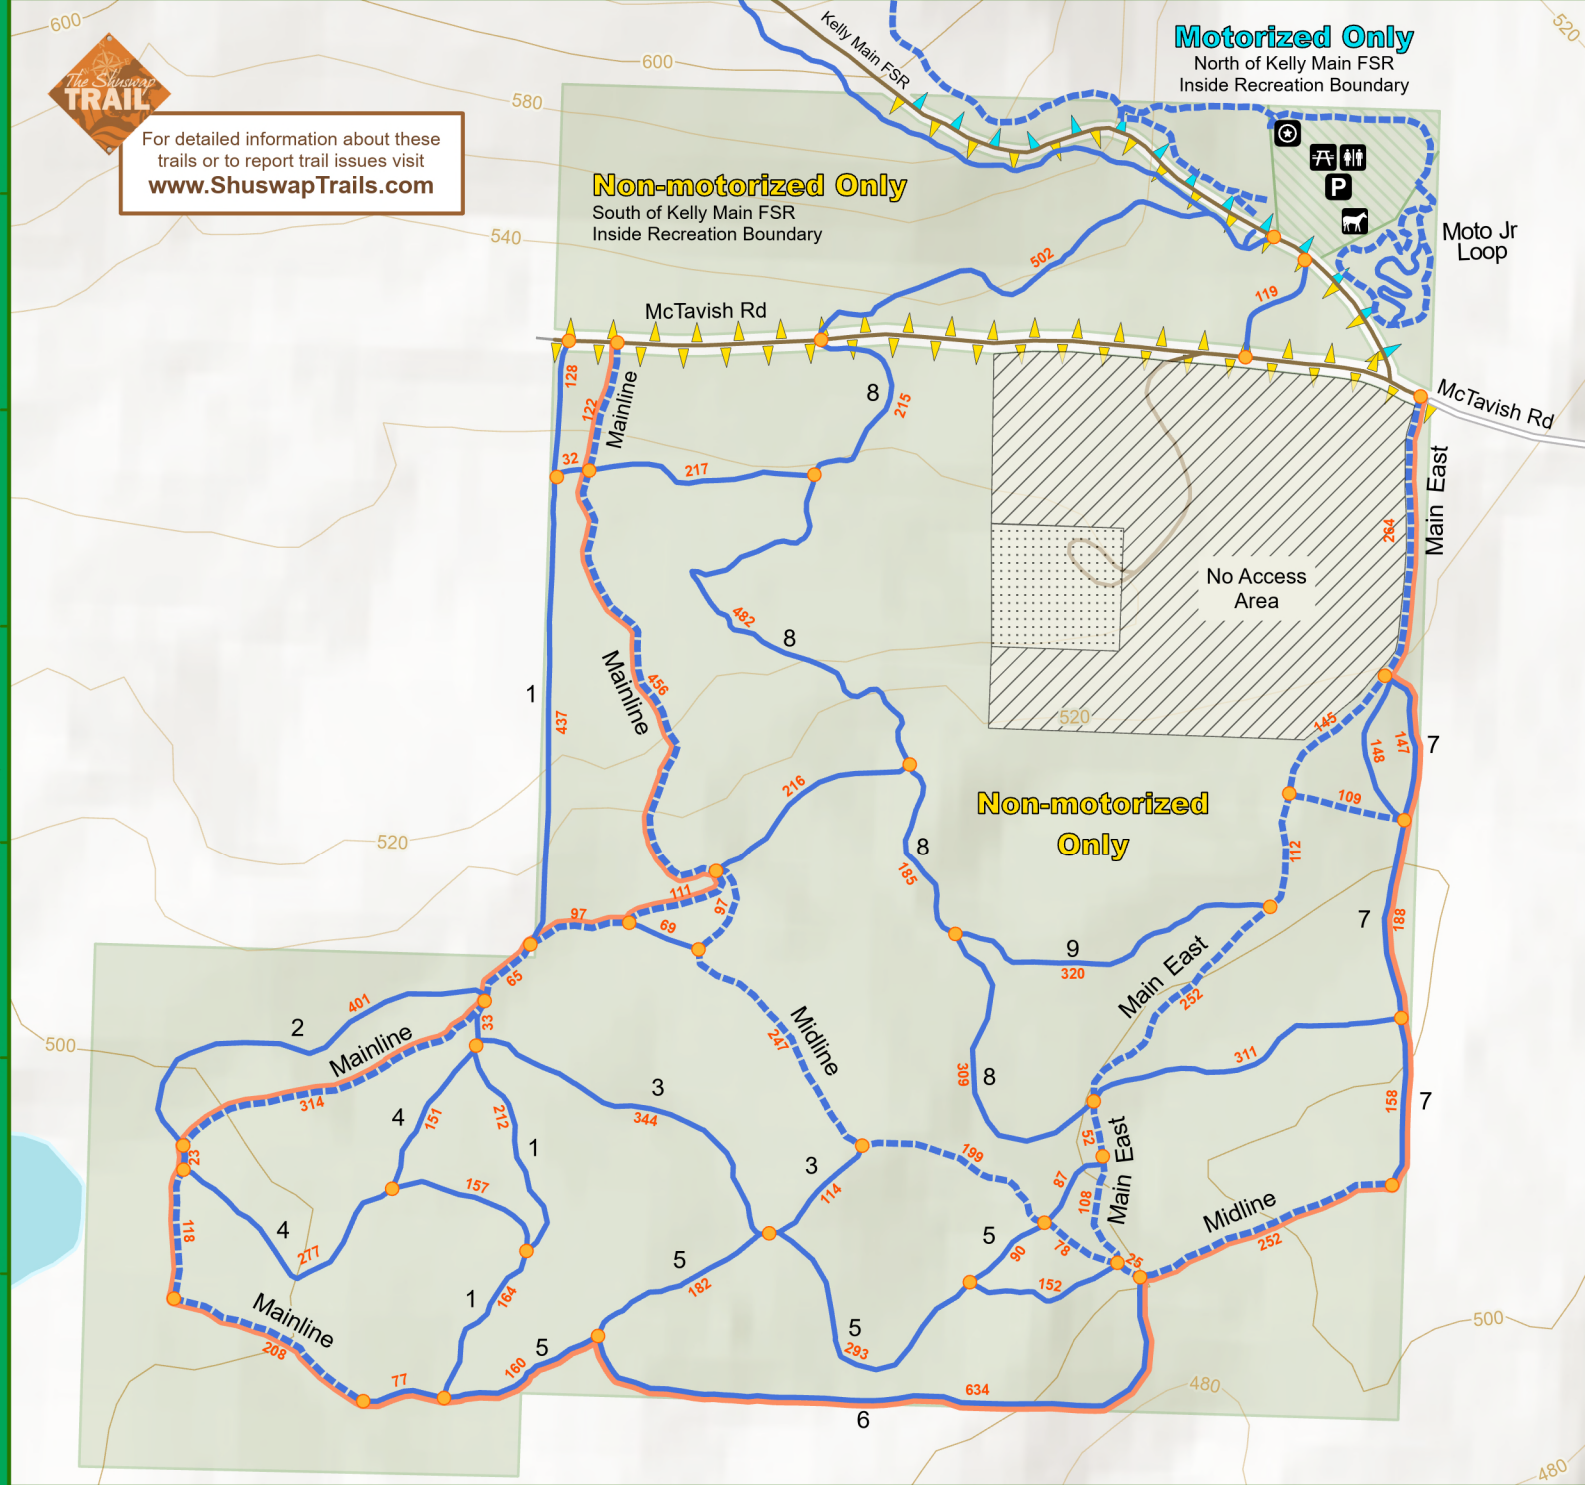 600
600
520
The Shuswap
TRAIL
For detailed information about these
trails or to report trail issues visit
www.ShuswapTrails.com
580
540
Kelly Main FSR
Motorized Only
North of Kelly Main FSR
Inside Recreation Boundary
P
Moto Jr
Loop
Non-motorized Only
South of Kelly Main FSR
Inside Recreation Boundary
502
119
McTavish Rd
McTavish Rd
128
122
Mainline
8
215
32
217
Main East
264
No Access
Area
482
8
Mainline
456
1
437
520
145
148
147
7
109
216
Non-motorized
Only
8
185
112
520
111
97
97
69
7
188
9
320
Main East
252
65
401
2
33
Mainline
314
500
Midline
247
3
344
309
8
311
158
7
4
151
212
1
52
Main East
23
157
3
114
199
87
108
118
4
277
5
182
5
90
78
25
152
Midline
252
1
164
Mainline
208
5
160
5
293
500
77
634
6
480
480